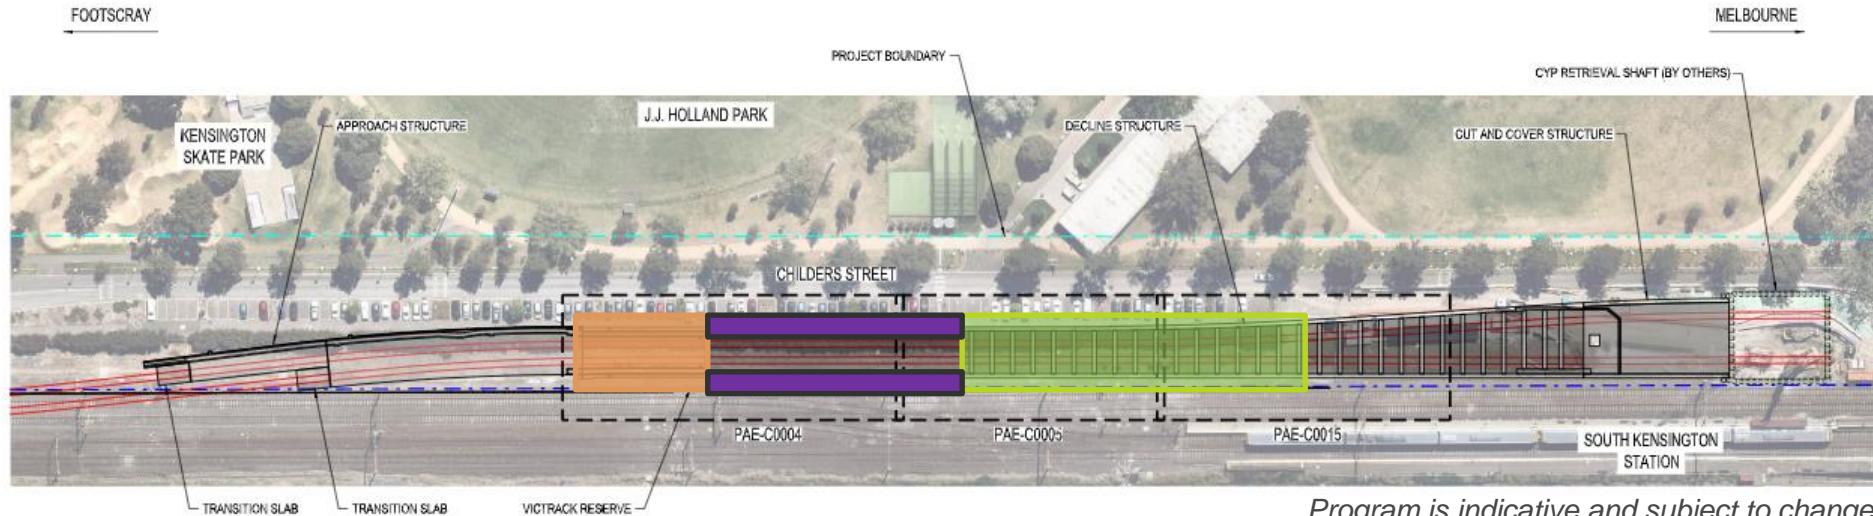 FOOTSCRAY
MELBOURNE
PROJECT BOUNDARY
CYP RETRIEVAL SHAFT (BY OTHERS)
KENSINGTON
SKATE PARK
APPROACH STRUCTURE
J.J. HOLLAND PARK
DECLINE STRUCTURE
CUT AND COVER STRUCTURE
CHILDERS STREET
PAE-C0004
PAE-C0005
PAE-C0015
SOUTH KENSINGTON
STATION
TRANSITION SLAB
TRANSITION SLAB
VICTRACK RESERVE
Program is indicative and subject to change